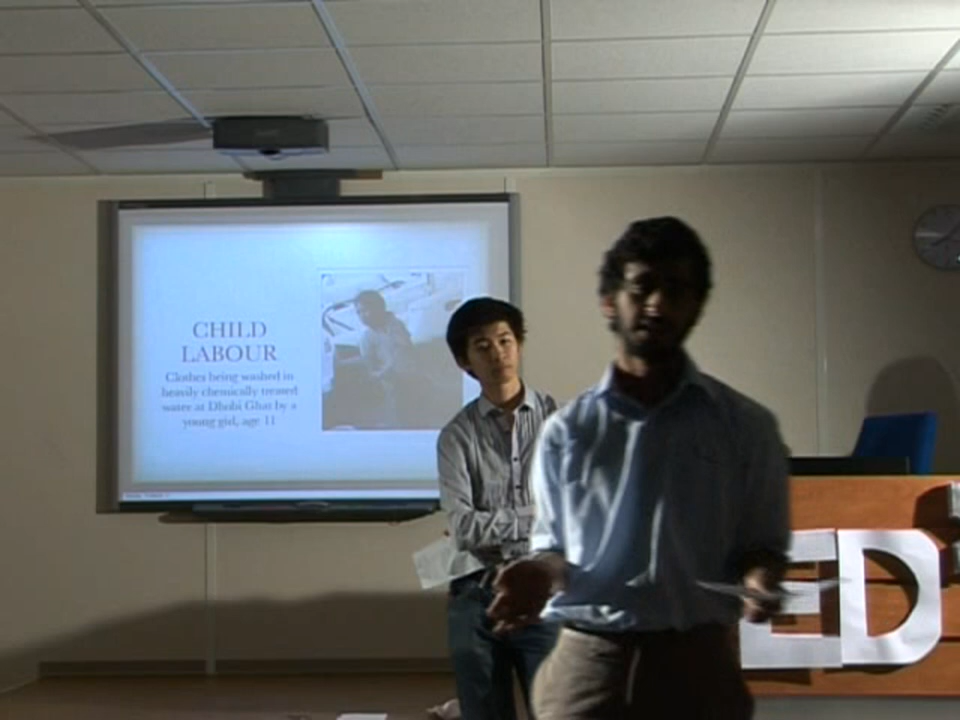 CHILD
LABOUR
Clothes being washed in
heavily chemically treated
water at Dhobi Ghat by a
young girl, age 11
ED